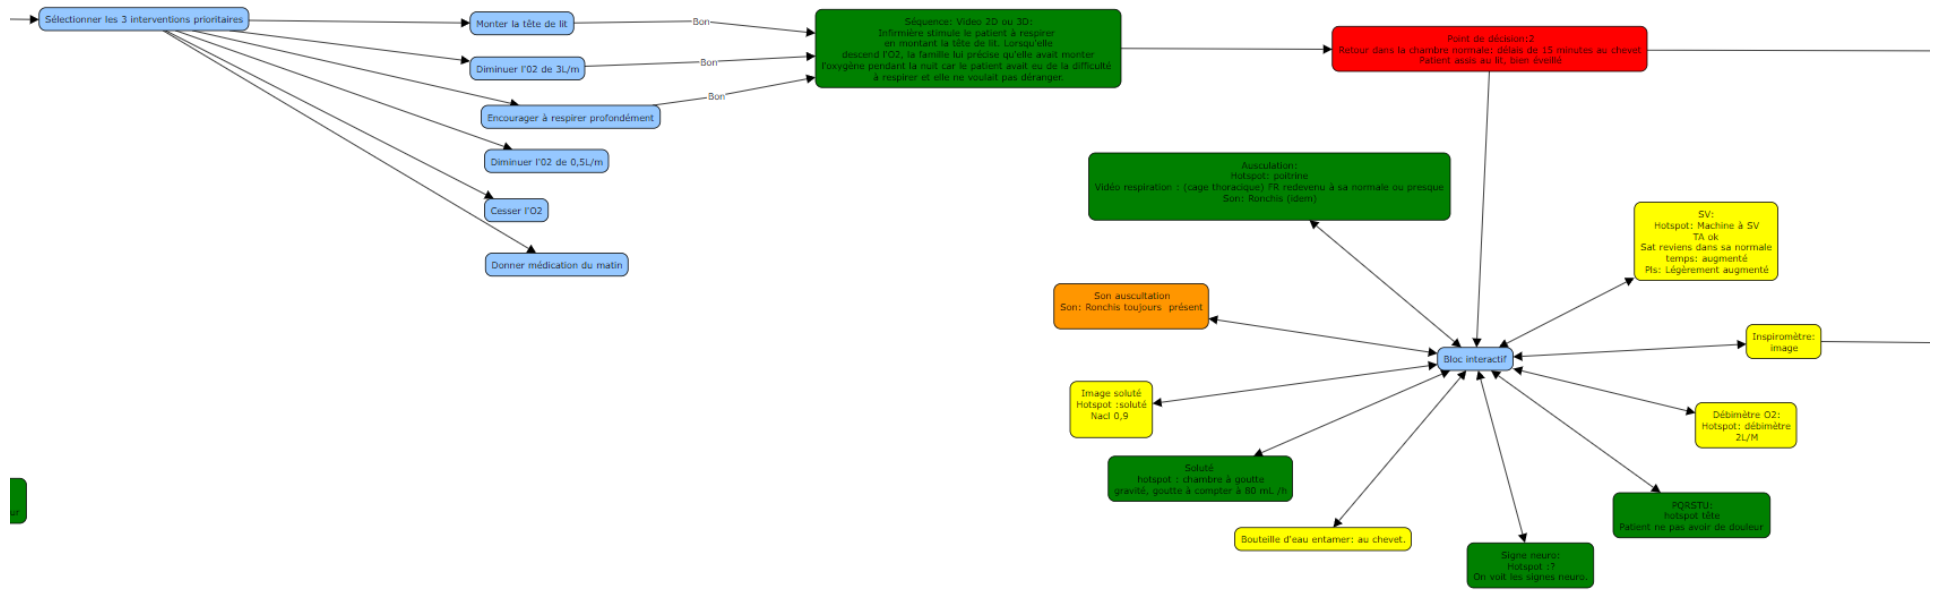 Sélectionner les 3 interventions prioritaires
Monter la tête de lit
Bon
Diminuer l'02 de 3L/m
Bon
Encourager à respirer profondément
Bon
Diminuer l'02 de 0,5L/m
Cesser l'O2
Donner médication du matin
Séquence: Video 2D ou 3D:
Infirmière stimule le patient à respirer
en montant la tête de lit. Lorsqu'elle
descend l'O2, la famille lui précise qu'elle avait monter
l'oxygène pendant la nuit car le patient avait eu de la difficulté
à respirer et elle ne voulait pas déranger.
Point de décision:2
Retour dans la chambre normale: délais de 15 minutes au chevet
Patient assis au lit, bien éveillé
Ausculation:
Hotspot: poitrine
Vidéo respiration : (cage thoracique) FR redevenu à sa normale ou presque
Son: Ronchis (idem)
SV:
Hotspot: Machine à SV
TA ok
Sat reviens dans sa normale
temps: augmenté
Pls: Légèrement augmenté
Son auscultation
Son: Ronchis toujours présent
Inspiromètre:
image
Bloc interactif
Image soluté
Hotspot :soluté
Nacl 0,9
Débimètre O2:
Hotspot: débimètre
2L/M
Soluté
hotspot : chambre à goutte
gravité, goutte à compter à 80 ml. /h
PQRSTU:
hotspot tête
Patient ne pas avoir de douleur
Bouteille d'eau entamer: au chevet.
Signe neuro:
Hotspot :?
On voit les signes neuro.
ur